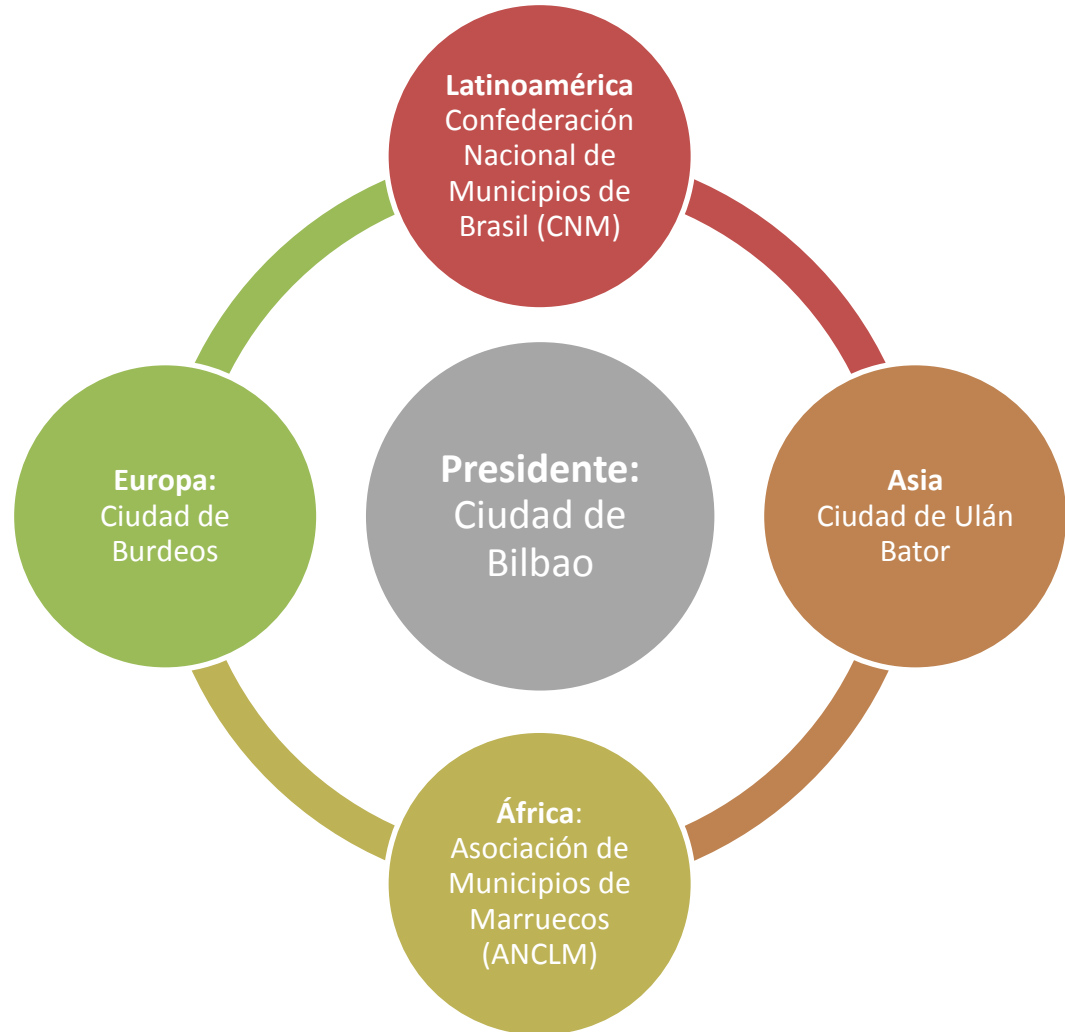 Latinoamérica
Confederación
Nacional de
Municipios de
Brasil (CNM)
Europa:
Ciudad de
Burdeos
Presidente:
Ciudad de
Bilbao
Asia
Ciudad de Ulán
Bator
África:
Asociación de
Municipios de
Marruecos
(ANCLM)